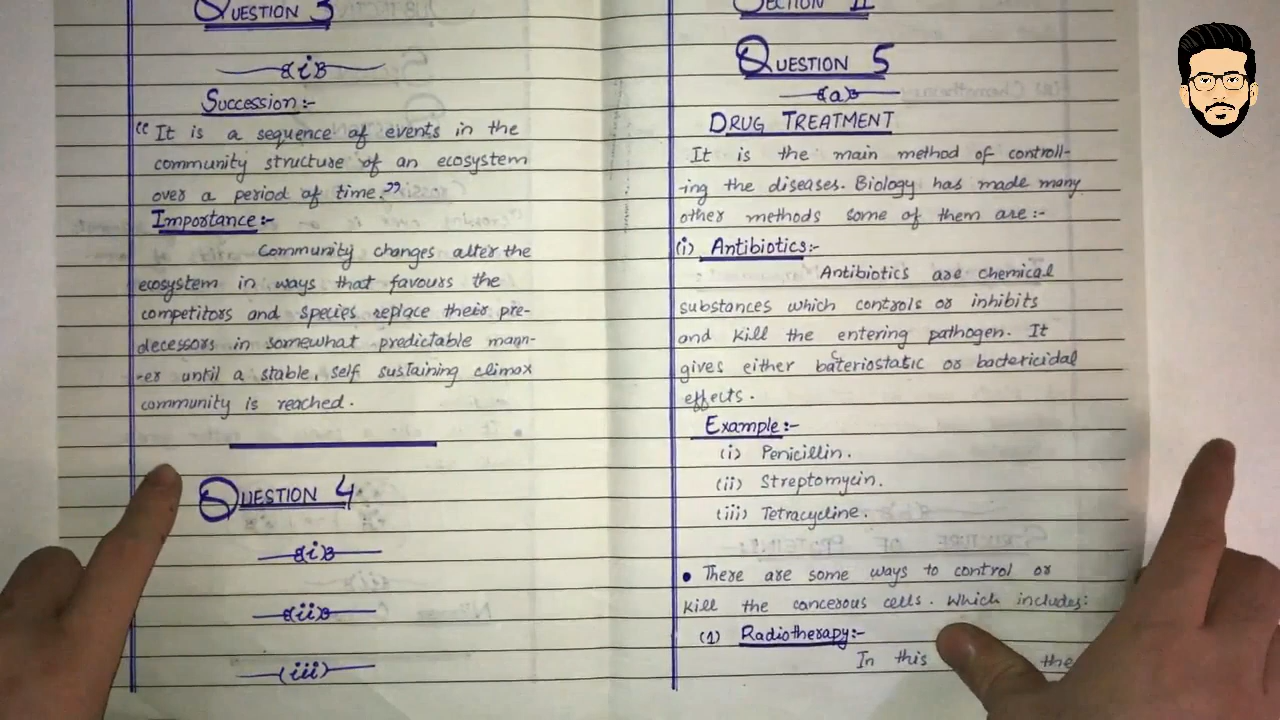 QUESTION 3
(i)
Succession:-
"It is a sequence of events in the
community structure of an ecosystem
over a period of time."
Importance:-
Community changes alter the
ecosystem in ways that favours the
competitors and species replace their pre-
decessors in somewhat predictable mann-
-er until a stable, self sustaining climax
community is reached.
QUESTION 4
(i)
(ii)
(iii)
SECTION II
QUESTION 5
(a)
DRUG TREATMENT
It is the main method of controll-
-ing the diseases. Biology has made many
other methods some of them are:-
(i) Antibiotics:-
Antibiotics are chemical
substances which controls or inhibits
and kill the entering pathogen. It
gives either bacteriostatic or bactericidal
effects.
Example:-
(i) Penicillin.
(ii) Streptomycin.
(iii) Tetracycline.
• There are some ways to control or
kill the cancerous cells. Which includes:
(1) Radiotherapy:-
In this the